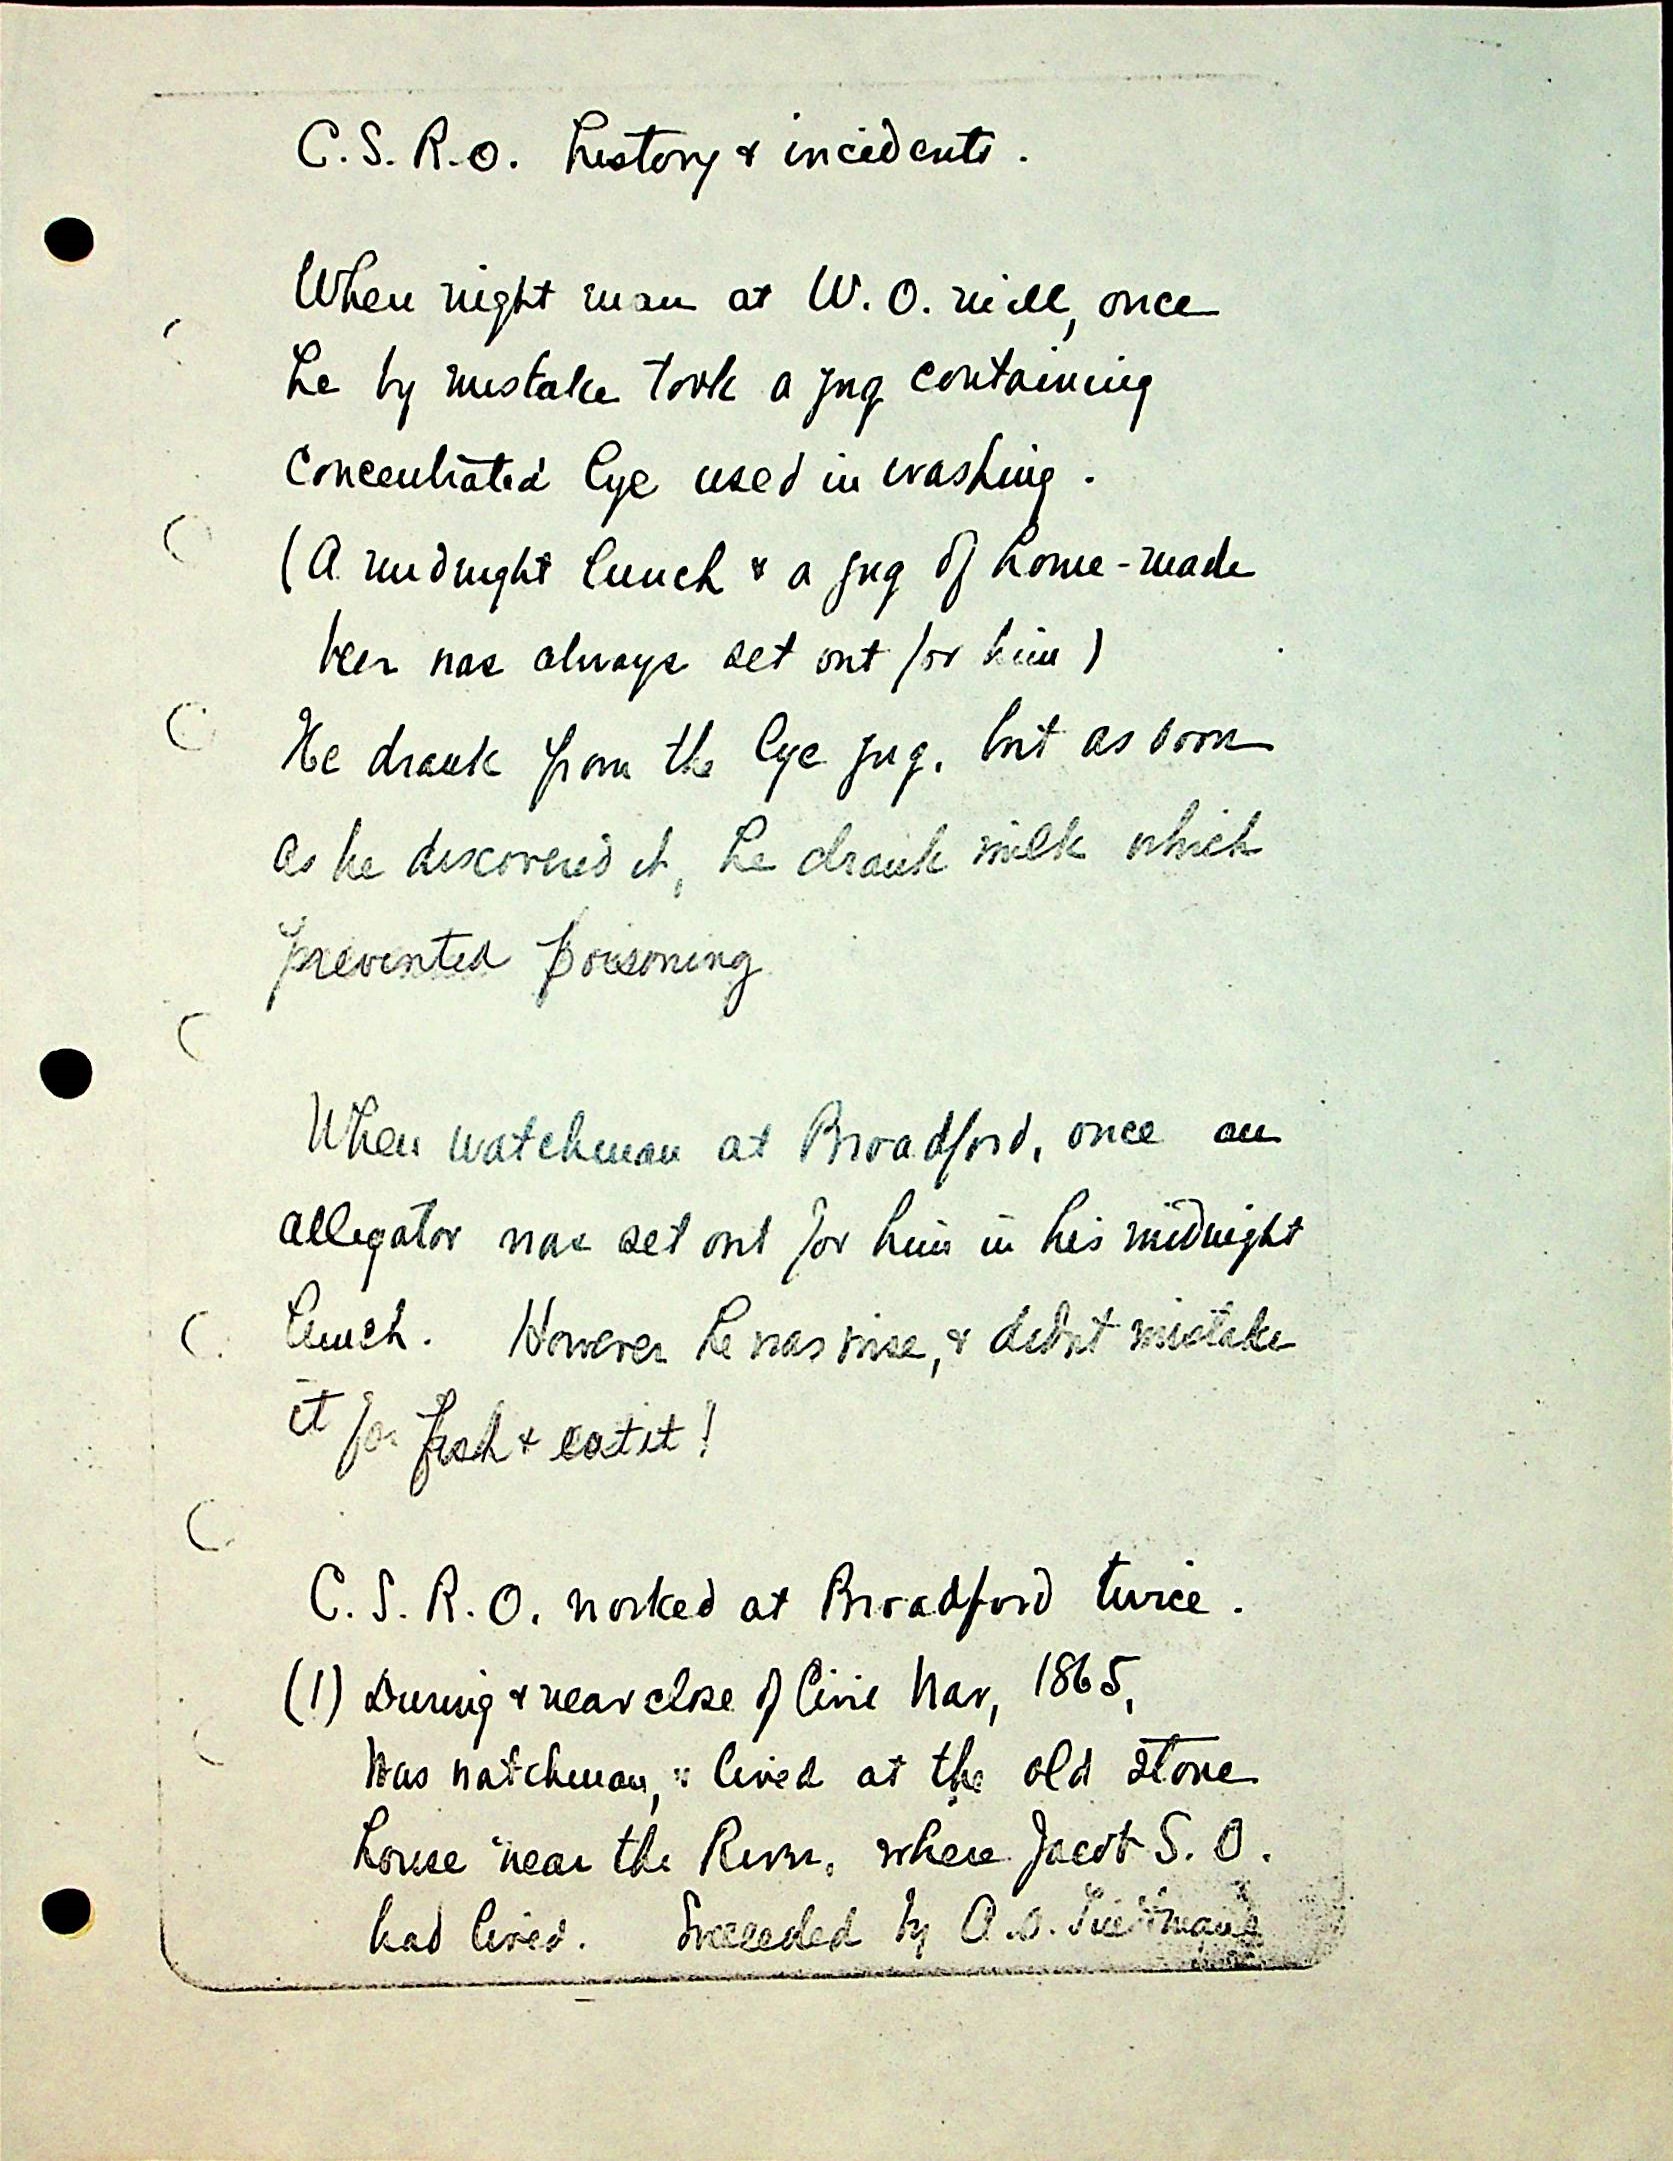 C.S.R.O. history & incidents.
When night man at W.O. mill, once
he by mistake took a jug containing
concentrated lye used in washing.
(A midnight lunch & a jug of home-made
beer was always set out for him)
He drank from the lye jug, but as soon
as he discovered it, he drank milk which
prevented poisoning
When watchman at Broadford, once an
alligator was set out for him in his midnight
lunch. However he was wise, & didn't mistake
it for fish & eat it!
C.S.R.O. worked at Broadford twice.
(1) During & near close of Civil War, 1865,
Was watchman, & lived at the old stone
house near the River, where Jacob S.O.
had lived. Succeeded by A.O.